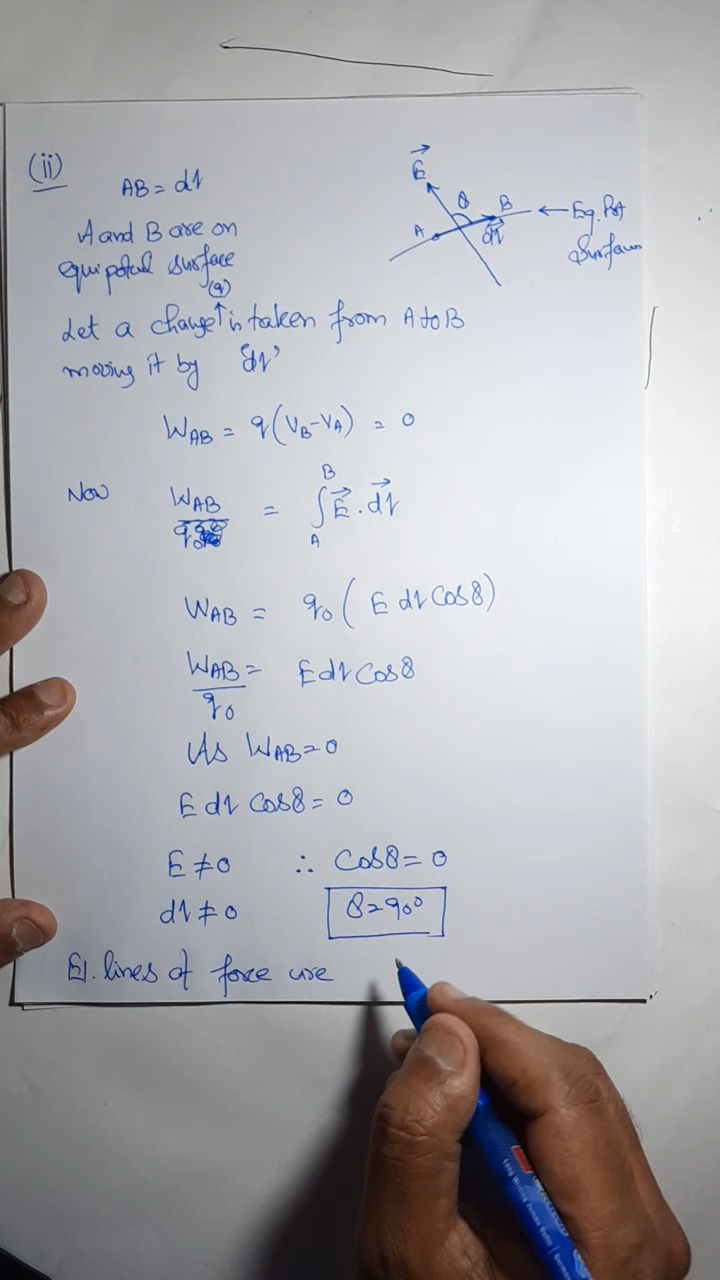 (ii)
AB = dr
A and B are on
equipotal surface
(q)
Let a charge ↑ is taken from A to B
moving it by 'dr'
E→
θ
A
B
dr→
← Eq. Pot
Surface
W_AB = q(V_B - V_A) = 0
Now W_AB / q₀ = ∫_A^B E→ . dr→
W_AB = q₀ ( E dr Cosθ)
W_AB / q₀ = E dr Cosθ
As W_AB = 0
E dr Cosθ = 0
E ≠ 0 ∴ Cosθ = 0
dr ≠ 0 θ = 90°
El. lines of force are